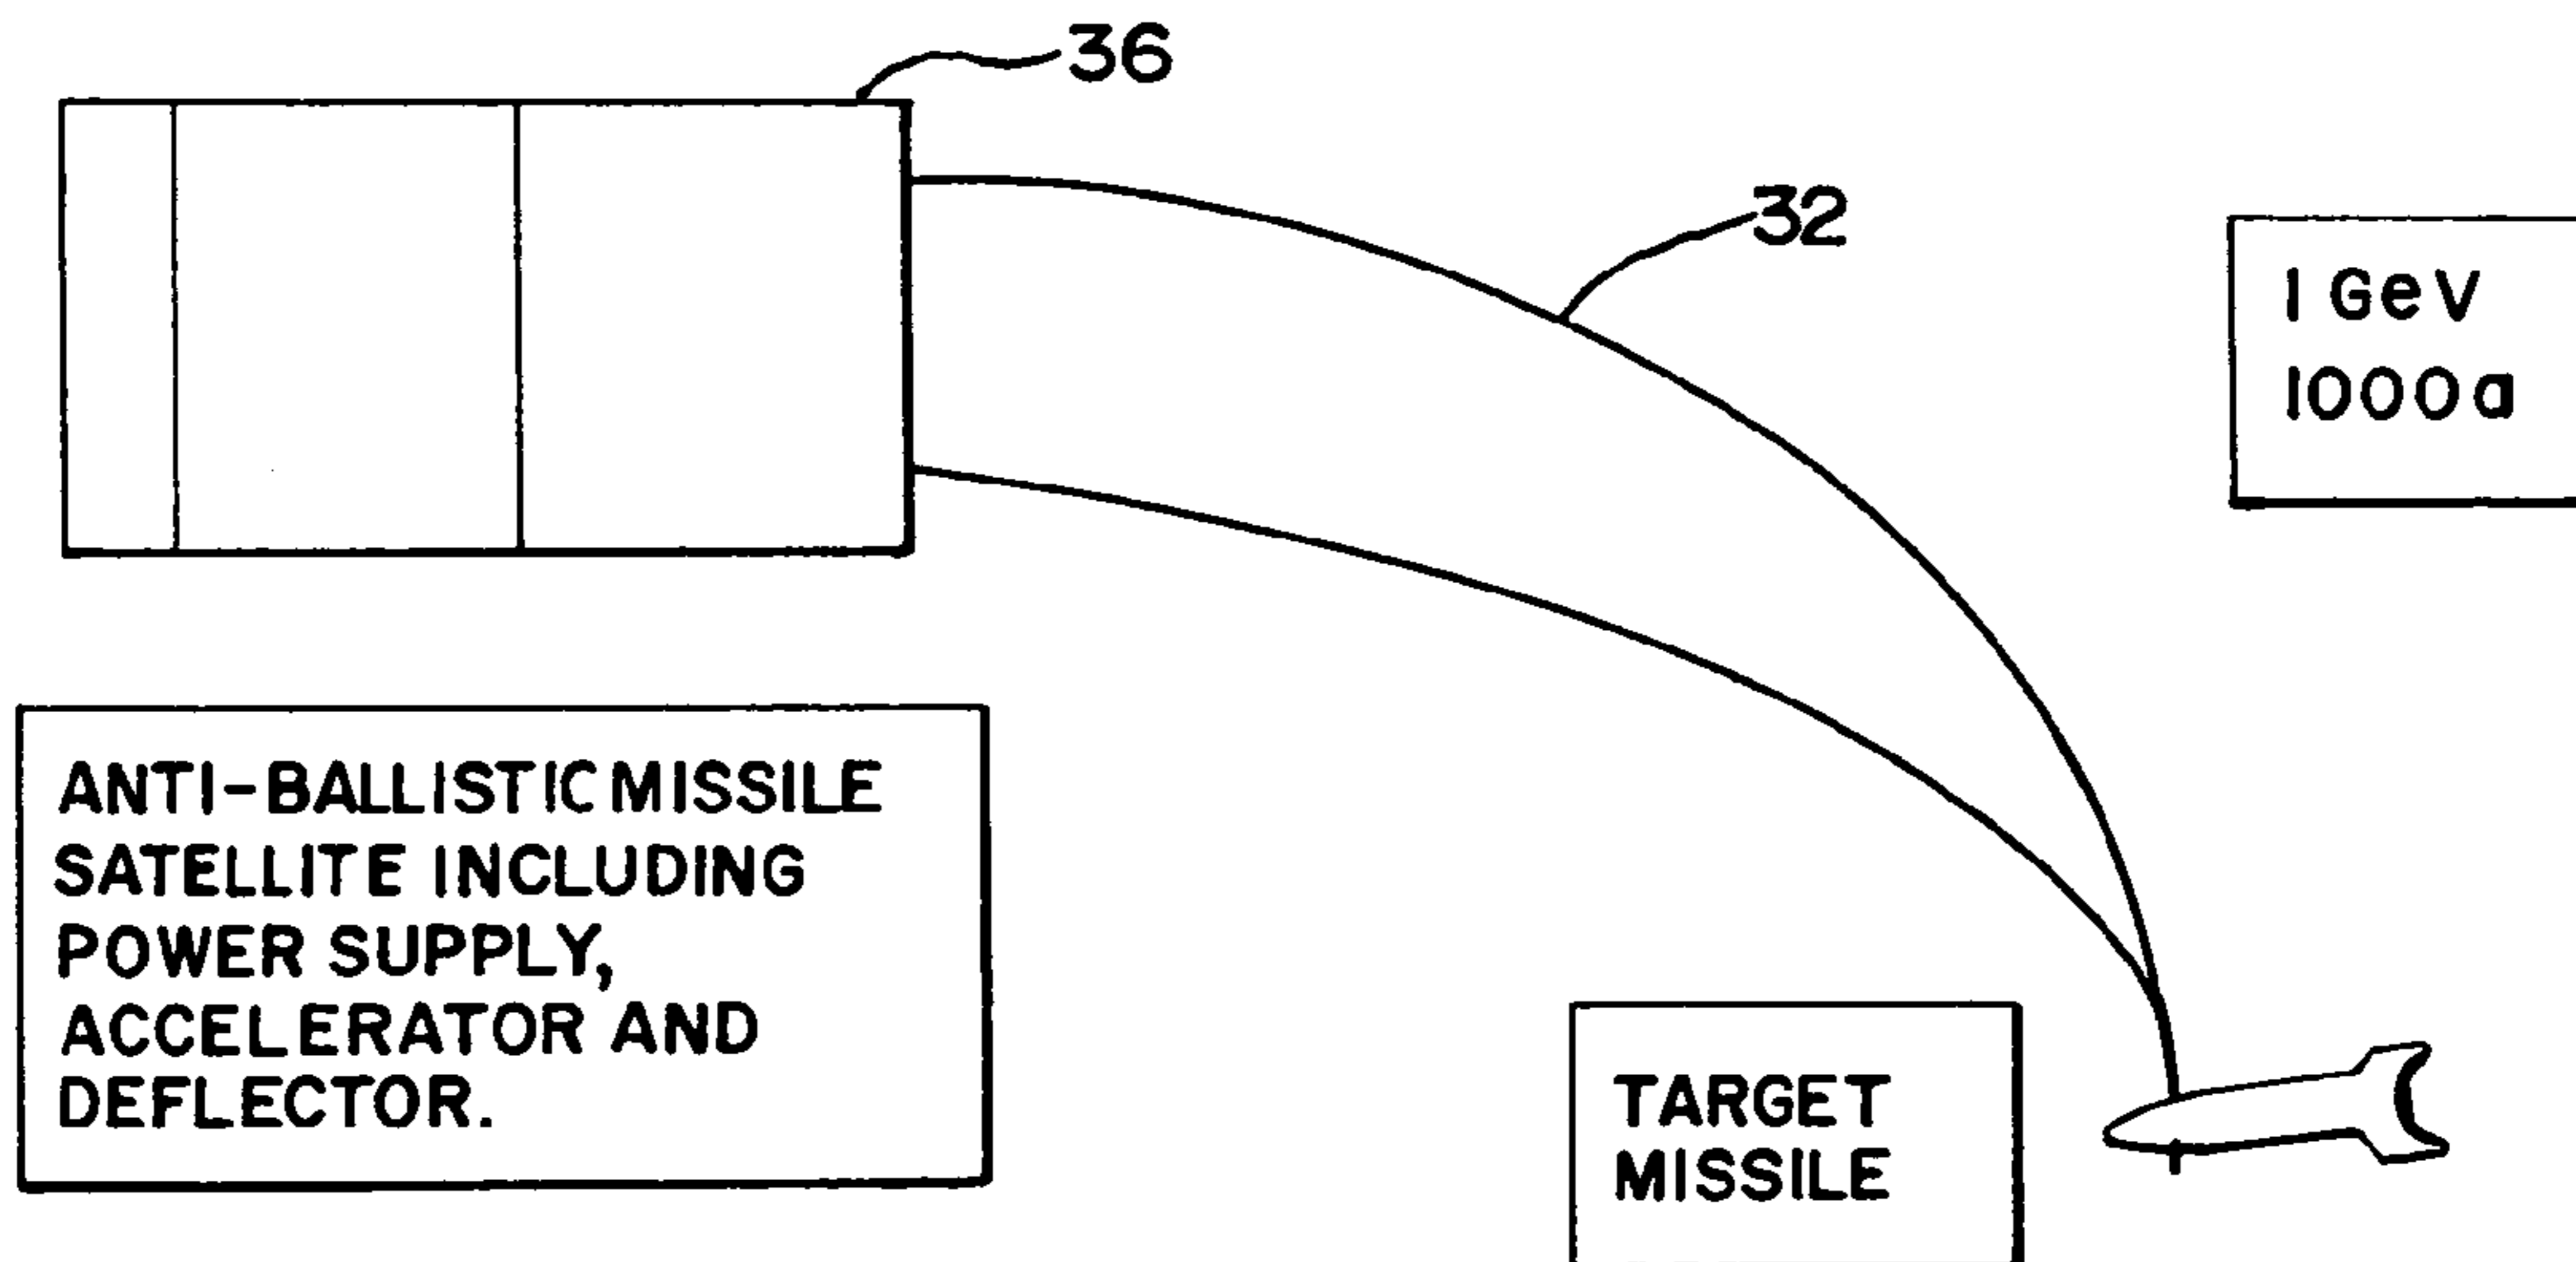 36
32
1 GeV
1000a
ANTI-BALLISTIC MISSILE
SATELLITE INCLUDING
POWER SUPPLY,
ACCELERATOR AND
DEFLECTOR.
TARGET
MISSILE